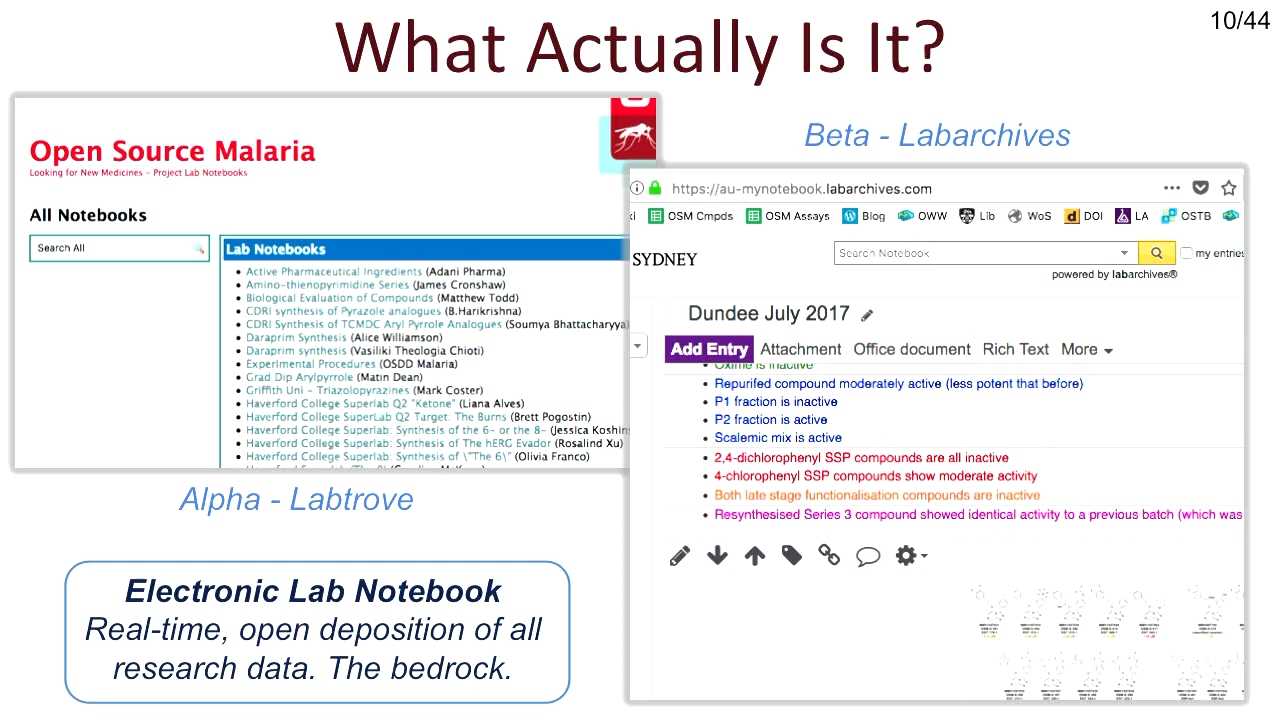 What Actually Is It?
10/44
Open Source Malaria
Looking for New Medicines - Project Lab Notebooks
All Notebooks
Search All
Lab Notebooks
• Active Pharmaceutical Ingredients (Adani Pharma)
• Amino-thienopyrimidine Series (James Cronshaw)
• Biological Evaluation of Compounds (Matthew Todd)
• CDRI synthesis of Pyrazole analogues (B.Harikrishna)
• CDRI Synthesis of TCMDC Aryl Pyrrole Analogues (Soumya Bhattacharyya)
• Daraprim Synthesis (Alice Williamson)
• Daraprim synthesis (Vasiliki Theologia Chioti)
• Experimental Procedures (OSDD Malaria)
• Grad Dip Arylpyrrole (Matin Dean)
• Griffith Uni - Triazolopyrazines (Mark Coster)
• Haverford College Superlab Q2 "Ketone" (Liana Alves)
• Haverford College SuperLab Q2 Target: The Burns (Brett Pogostin)
• Haverford College Superlab: Synthesis of the 6- or the 8- (Jessica Koshins
• Haverford College Superlab: Synthesis of The hERG Evador (Rosalind Xu)
• Haverford College Superlab: Synthesis of \"The 6\" (Olivia Franco)
Alpha - Labtrove
Electronic Lab Notebook
Real-time, open deposition of all
research data. The bedrock.
Beta - Labarchives
https://au-mynotebook.labarchives.com
OSM Cmpds OSM Assays Blog OWW Lib WoS DOI LA OSTB
SYDNEY
Search Notebook
my entries
powered by labarchives®
Dundee July 2017
Add Entry Attachment Office document Rich Text More
• Oxime is inactive
• Repurifed compound moderately active (less potent that before)
• P1 fraction is inactive
• P2 fraction is active
• Scalemic mix is active
• 2,4-dichlorophenyl SSP compounds are all inactive
• 4-chlorophenyl SSP compounds show moderate activity
• Both late stage functionalisation compounds are inactive
• Resynthesised Series 3 compound showed identical activity to a previous batch (which was